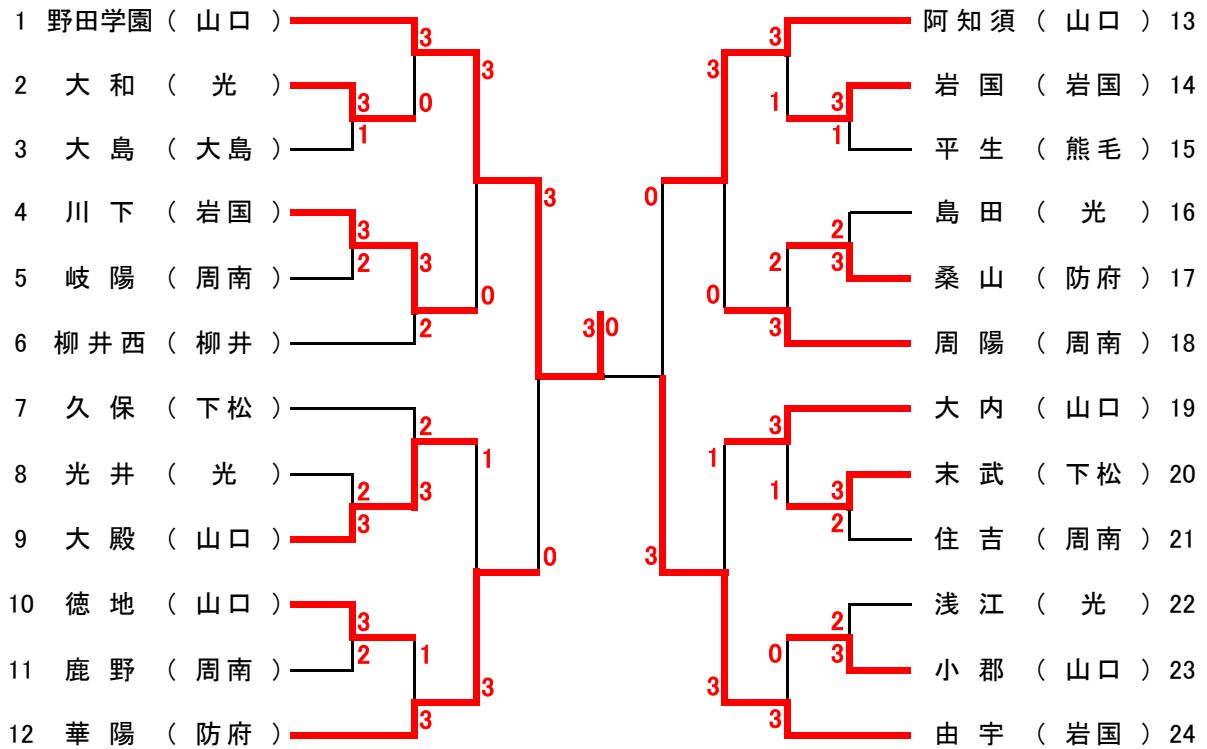 1 野田学園 ( 山口 ) 3 3 阿知須 ( 山口 ) 13
3 3
2 大和 ( 光 ) 3 0 1 3 岩国 ( 岩国 ) 14
3 大島 ( 大島 ) 1 1 平生 ( 熊毛 ) 15
3 0
4 川下 ( 岩国 ) 3 2 島田 ( 光 ) 16
5 岐陽 ( 周南 ) 2 3 2 3 桑山 ( 防府 ) 17
0 0
6 柳井西 ( 柳井 ) 2 3 0 3 周陽 ( 周南 ) 18
7 久保 ( 下松 ) 2 3 大内 ( 山口 ) 19
1 1
8 光井 ( 光 ) 2 3 1 3 末武 ( 下松 ) 20
9 大殿 ( 山口 ) 3 2 住吉 ( 周南 ) 21
0 3
10 徳地 ( 山口 ) 3 2 浅江 ( 光 ) 22
11 鹿野 ( 周南 ) 2 1 0 3 小郡 ( 山口 ) 23
3 3
12 華陽 ( 防府 ) 3 3 由宇 ( 岩国 ) 24